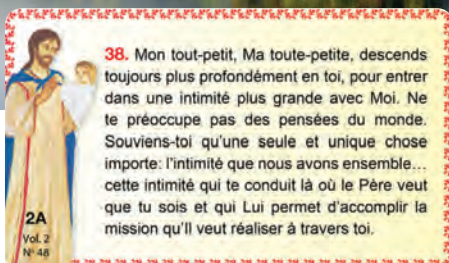 38. Mon tout-petit, Ma toute-petite, descends
toujours plus profondément en toi, pour entrer
dans une intimité plus grande avec Moi. Ne
te préoccupe pas des pensées du monde.
Souviens-toi qu'une seule et unique chose
importe: l'intimité que nous avons ensemble...
cette intimité qui te conduit là où le Père veut
que tu sois et qui Lui permet d'accomplir la
mission qu'Il veut réaliser à travers toi.
2A
Vol. 2
Nº 48